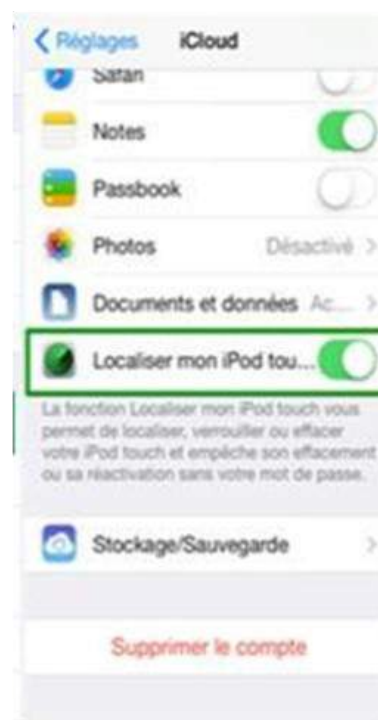 Réglages iCloud
Safari
Notes
Passbook
Photos Désactivé
Documents et données Ac...
Localiser mon iPod tou...
La fonction Localiser mon iPod touch vous
permet de localiser, verrouiller ou effacer
votre iPod touch et empêche son effacement
ou sa réactivation sans votre mot de passe.
Stockage/Sauvegarde
Supprimer le compte